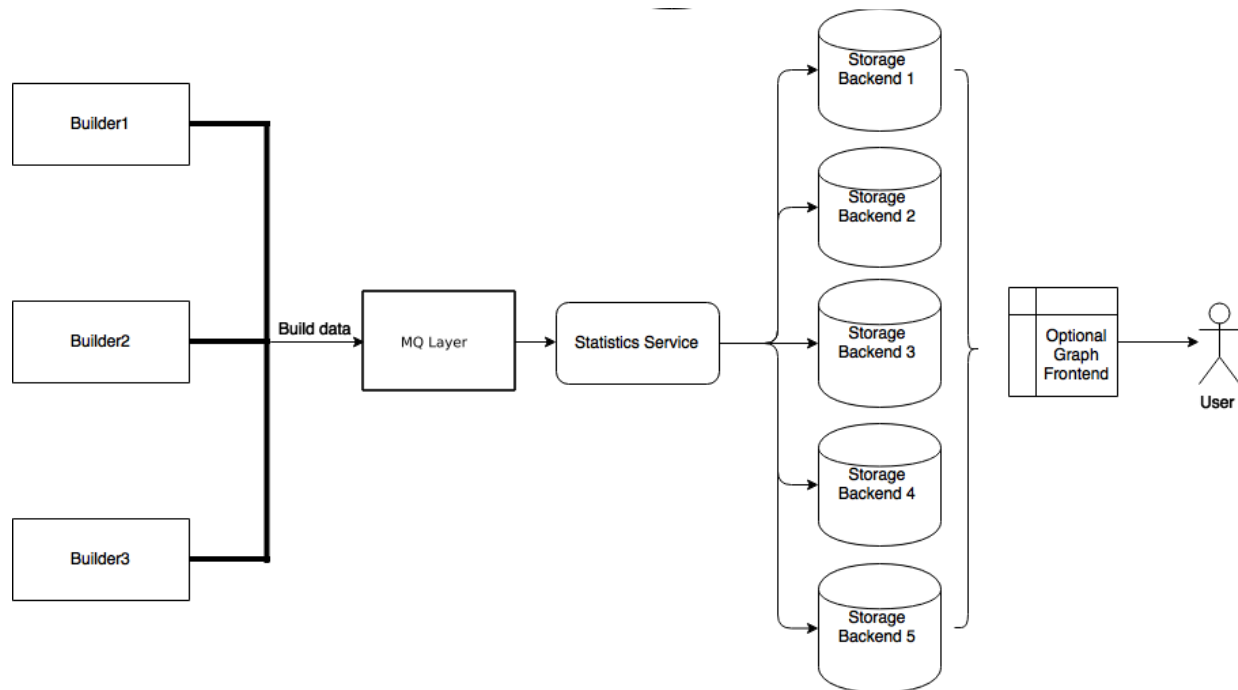 Builder1
Builder2
Builder3
Build data
MQ Layer
Statistics Service
Storage
Backend 1
Storage
Backend 2
Storage
Backend 3
Storage
Backend 4
Storage
Backend 5
Optional
Graph
Frontend
User